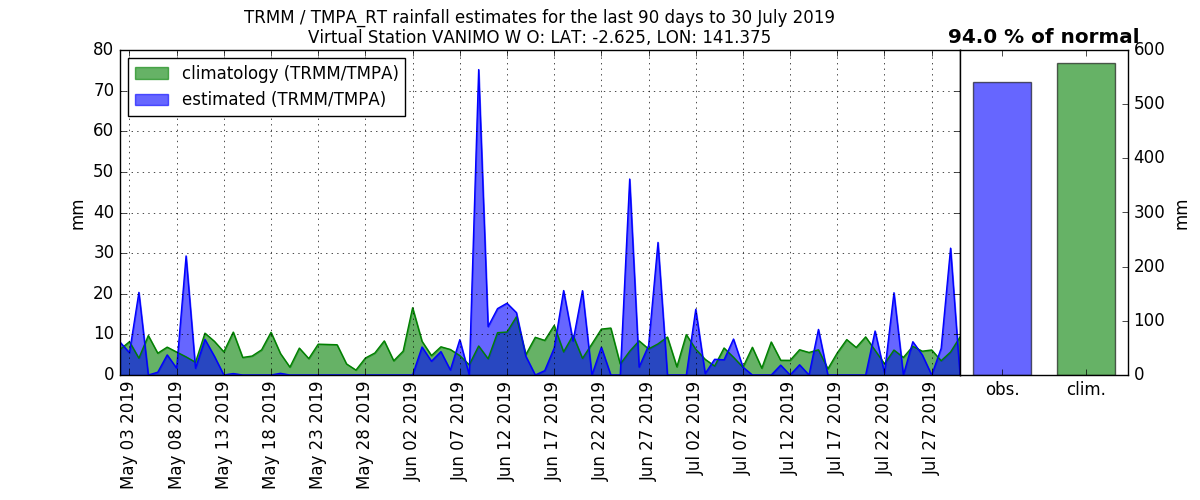 TRMM / TMPA_RT rainfall estimates for the last 90 days to 30 July 2019
Virtual Station VANIMO W O: LAT: -2.625, LON: 141.375
94.0 % of normal
climatology (TRMM/TMPA)
estimated (TRMM/TMPA)
mm
80
70
60
50
40
30
20
10
0
May 03 2019
May 08 2019
May 13 2019
May 18 2019
May 23 2019
May 28 2019
Jun 02 2019
Jun 07 2019
Jun 12 2019
Jun 17 2019
Jun 22 2019
Jun 27 2019
Jul 02 2019
Jul 07 2019
Jul 12 2019
Jul 17 2019
Jul 22 2019
Jul 27 2019
obs.
clim.
600
500
400
300
200
100
0
mm